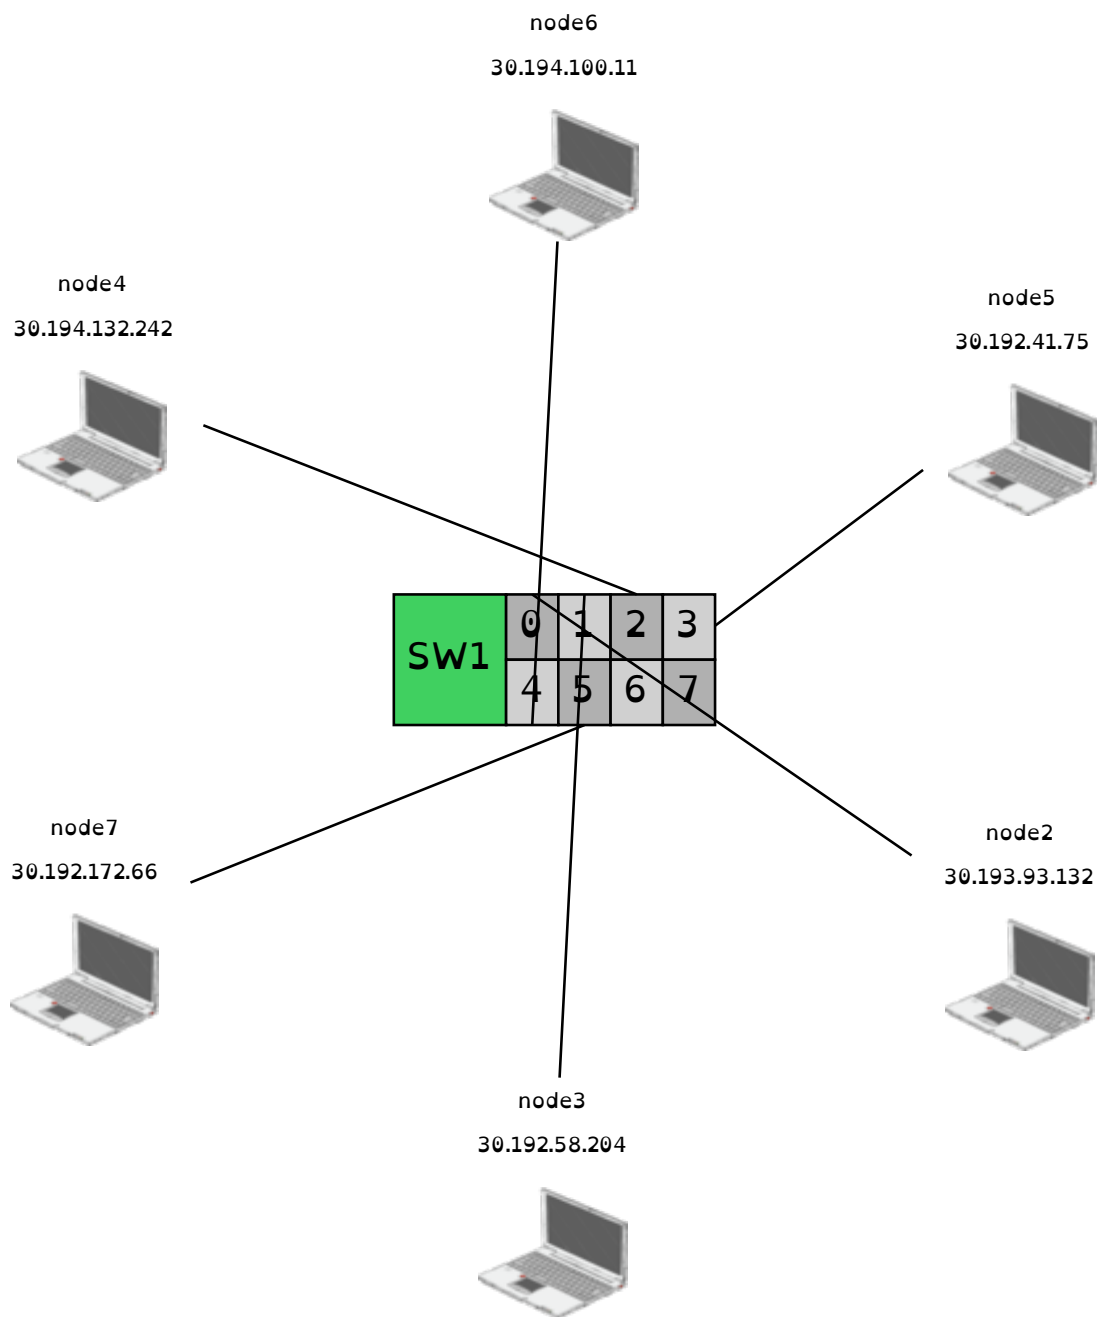 node6
30.194.100.11
node4
30.194.132.242
node5
30.192.41.75
SW1
0 1 2 3
4 5 6 7
node7
30.192.172.66
node2
30.193.93.132
node3
30.192.58.204